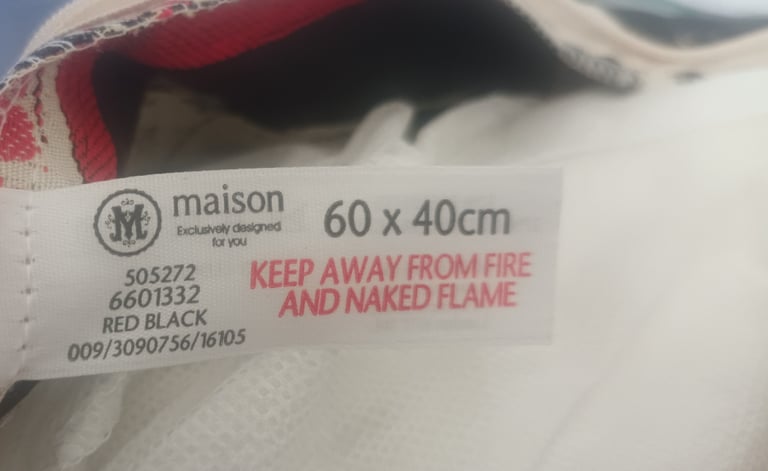 M
maison
Exclusively designed
for you
60 x 40cm
505272
6601332
RED BLACK
009/3090756/16105
KEEP AWAY FROM FIRE
AND NAKED FLAME